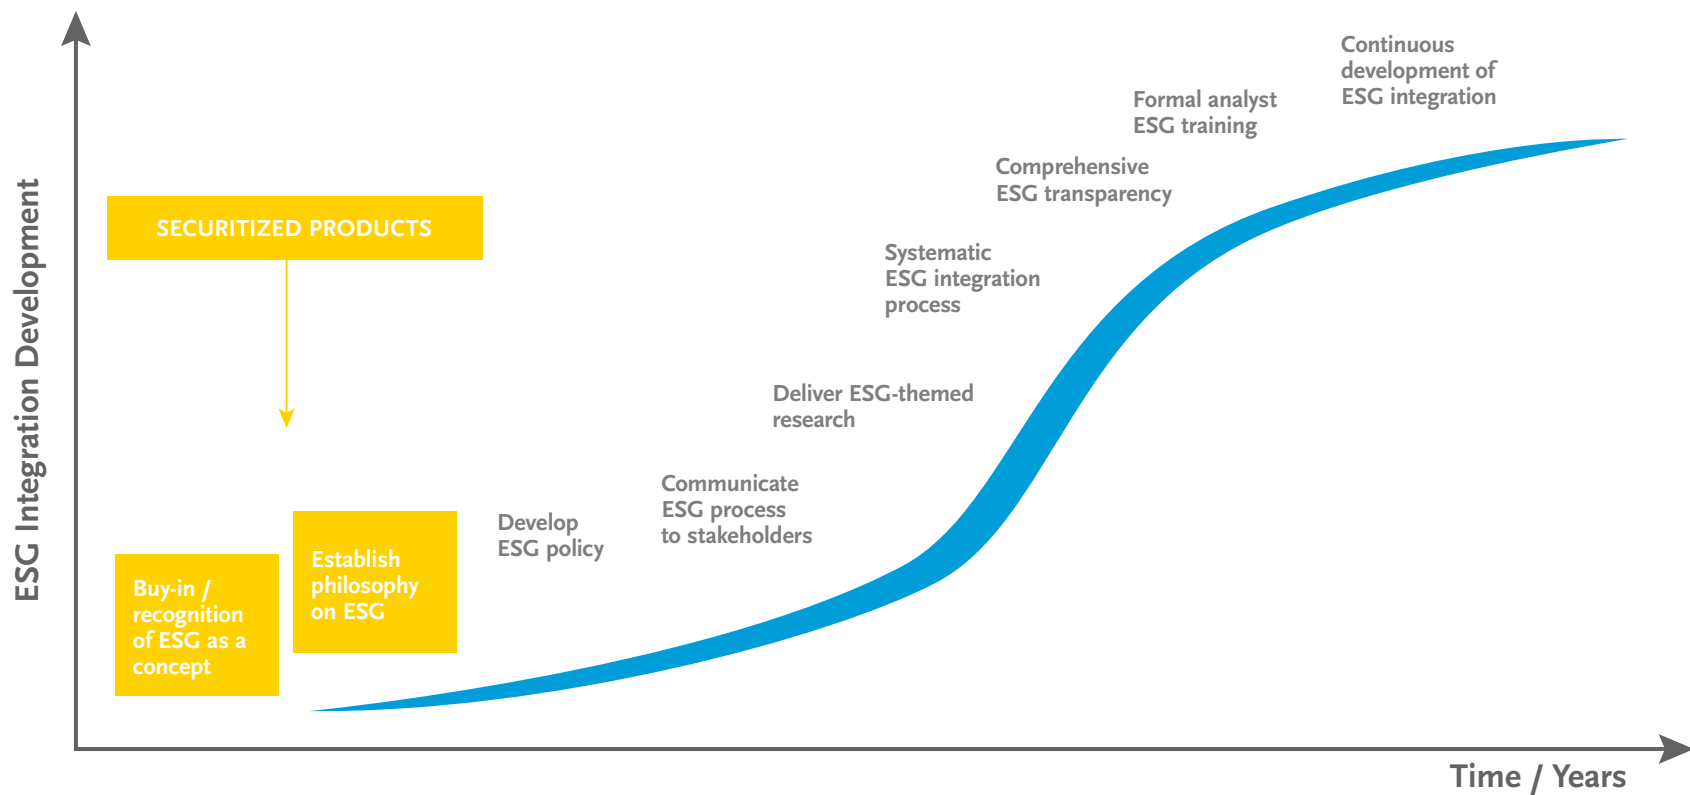 ESG Integration Development
SECURITIZED PRODUCTS
Buy-in /
recognition
of ESG as a
concept
Establish
philosophy
on ESG
Develop
ESG policy
Communicate
ESG process
to stakeholders
Deliver ESG-themed
research
Systematic
ESG integration
process
Comprehensive
ESG transparency
Formal analyst
ESG training
Continuous
development of
ESG integration
Time / Years